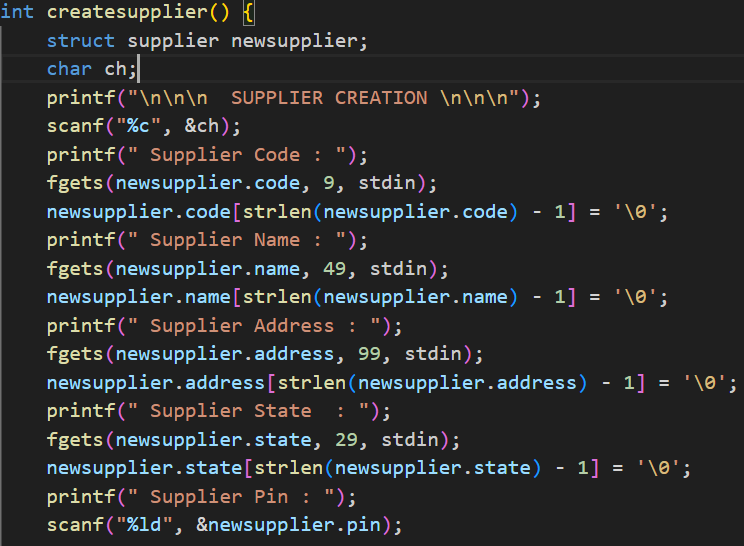 int createsupplier() {
    struct supplier newsupplier;
    char ch;
    printf("\n\n\n  SUPPLIER CREATION \n\n\n");
    scanf("%c", &ch);
    printf(" Supplier Code : ");
    fgets(newsupplier.code, 9, stdin);
    newsupplier.code[strlen(newsupplier.code) - 1] = '\0';
    printf(" Supplier Name : ");
    fgets(newsupplier.name, 49, stdin);
    newsupplier.name[strlen(newsupplier.name) - 1] = '\0';
    printf(" Supplier Address : ");
    fgets(newsupplier.address, 99, stdin);
    newsupplier.address[strlen(newsupplier.address) - 1] = '\0';
    printf(" Supplier State  : ");
    fgets(newsupplier.state, 29, stdin);
    newsupplier.state[strlen(newsupplier.state) - 1] = '\0';
    printf(" Supplier Pin : ");
    scanf("%ld", &newsupplier.pin);